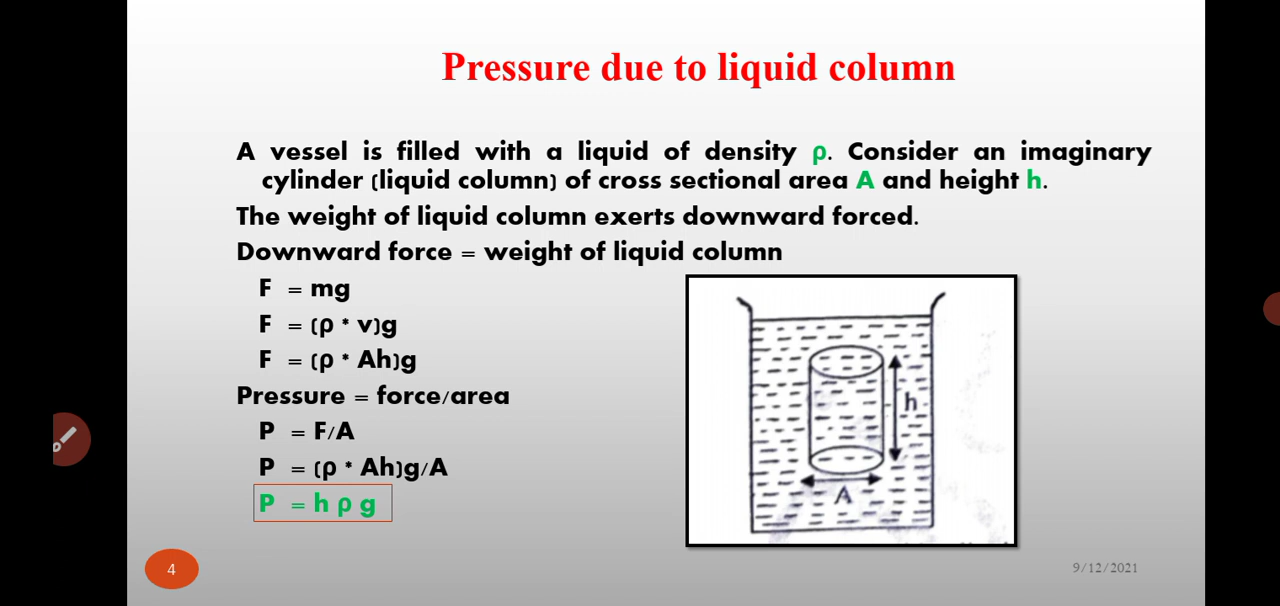 Pressure due to liquid column
A vessel is filled with a liquid of density ρ. Consider an imaginary
cylinder (liquid column) of cross sectional area A and height h.
The weight of liquid column exerts downward forced.
Downward force = weight of liquid column
F = mg
F = (ρ * v)g
F = (ρ * Ah)g
Pressure = force/area
P = F/A
P = (ρ * Ah)g/A
P = h ρ g
h
A
4
9/12/2021